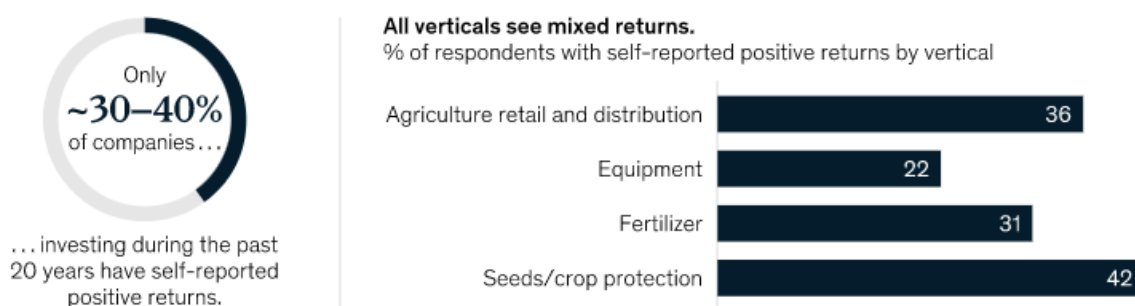 Only
~30–40%
of companies...
...investing during the past
20 years have self-reported
positive returns.
All verticals see mixed returns.
% of respondents with self-reported positive returns by vertical
Agriculture retail and distribution 36
Equipment 22
Fertilizer 31
Seeds/crop protection 42